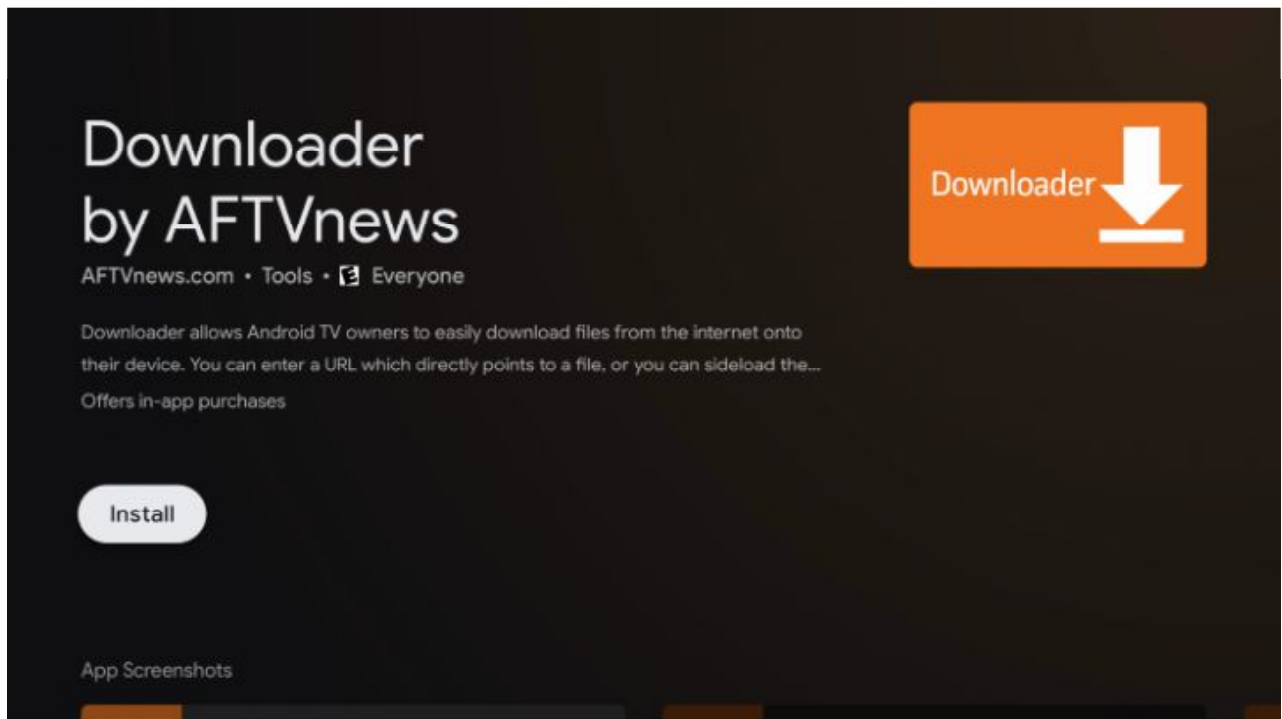 Downloader
by AFTVnews
Downloader
AFTVnews.com • Tools • E Everyone
Downloader allows Android TV owners to easily download files from the internet onto
their device. You can enter a URL which directly points to a file, or you can sideload the...
Offers in-app purchases
Install
App Screenshots